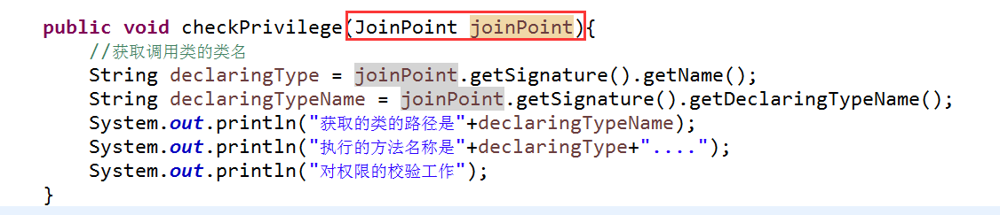 public void checkPrivilege(JoinPoint joinPoint){
//获取调用类的类名
String declaringType = joinPoint.getSignature().getName();
String declaringTypeName = joinPoint.getSignature().getDeclaringTypeName();
System.out.println("获取的类的路径是"+declaringTypeName);
System.out.println("执行的方法名称是"+declaringType+"....");
System.out.println("对权限的校验工作");
}